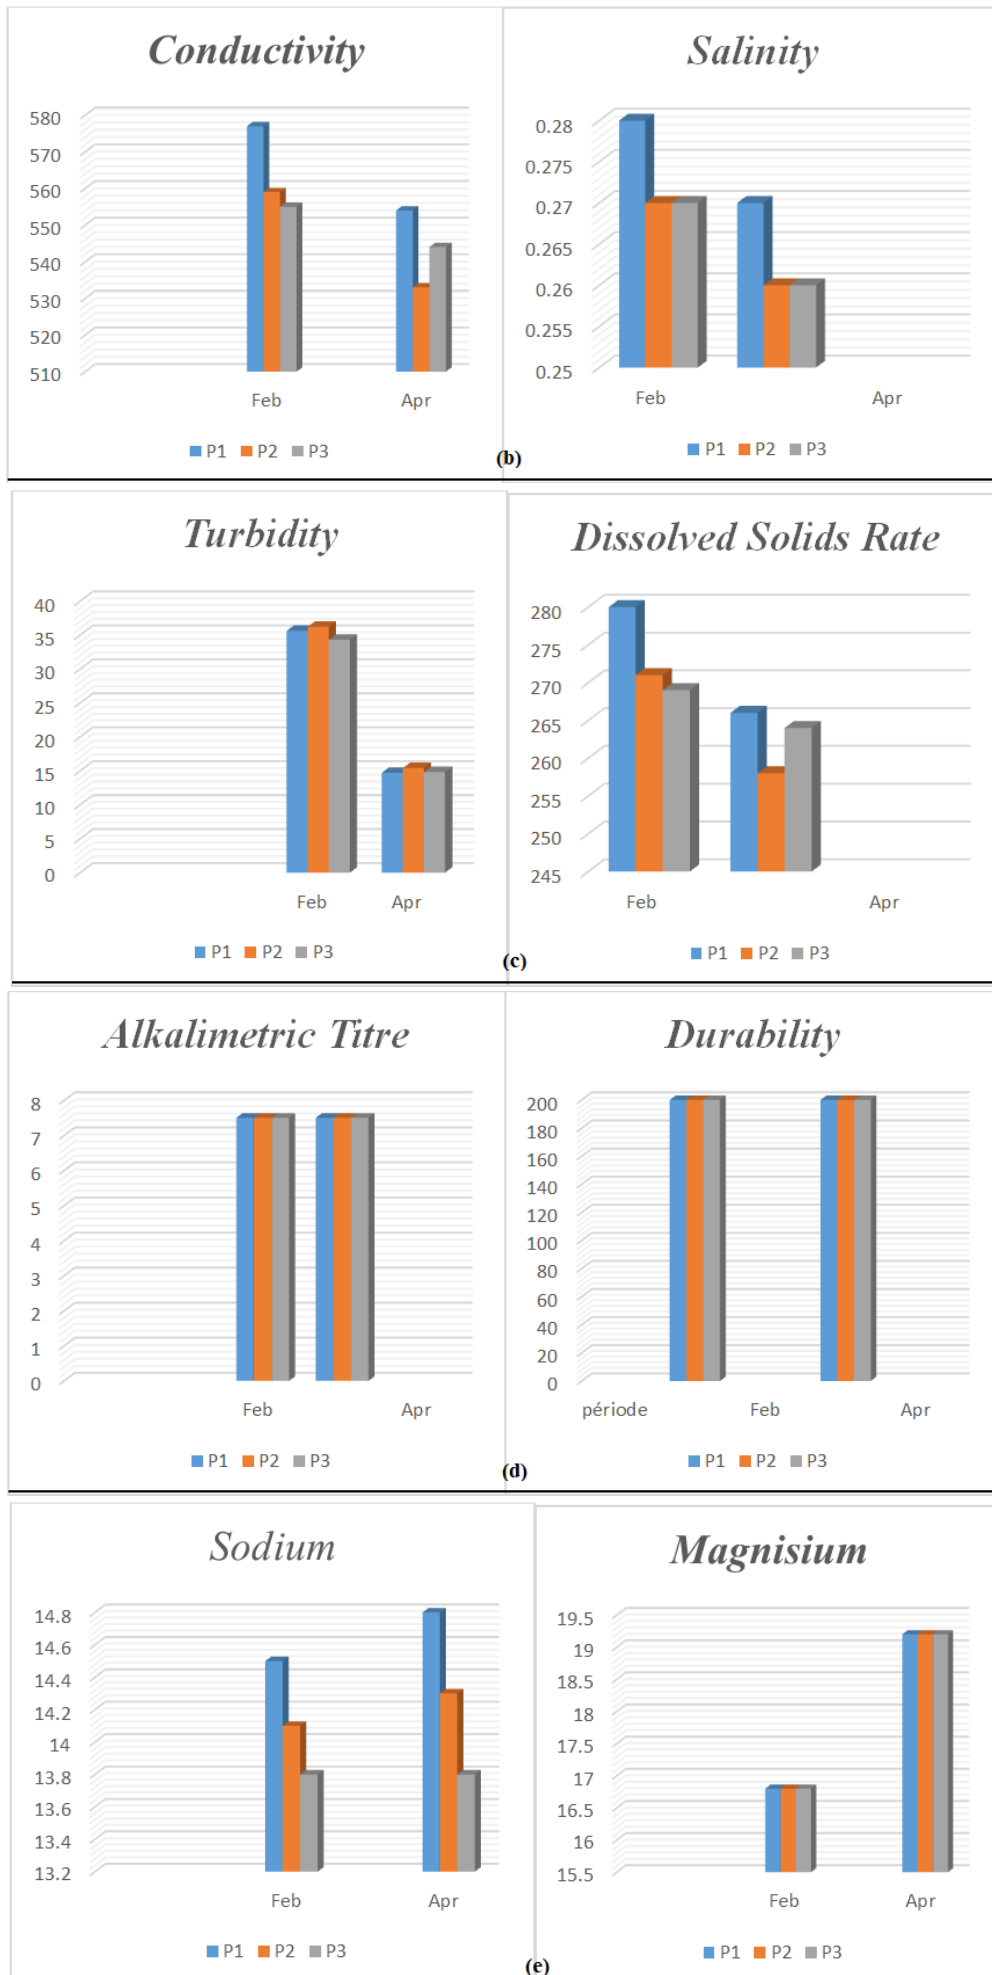 Conductivity
580
570
560
550
540
530
520
510
Feb Apr
P1 P2 P3
Salinity
0.28
0.275
0.27
0.265
0.26
0.255
0.25
Feb Apr
P1 P2 P3
(b)
Turbidity
40
35
30
25
20
15
10
5
0
Feb Apr
P1 P2 P3
Dissolved Solids Rate
280
275
270
265
260
255
250
245
Feb Apr
P1 P2 P3
(c)
Alkalimetric Titre
8
7
6
5
4
3
2
1
0
Feb Apr
P1 P2 P3
Durability
200
180
160
140
120
100
80
60
40
20
0
période Feb Apr
P1 P2 P3
(d)
Sodium
14.8
14.6
14.4
14.2
14
13.8
13.6
13.4
13.2
Feb Apr
P1 P2 P3
Magnisium
19.5
19
18.5
18
17.5
17
16.5
16
15.5
Feb Apr
P1 P2 P3
(e)